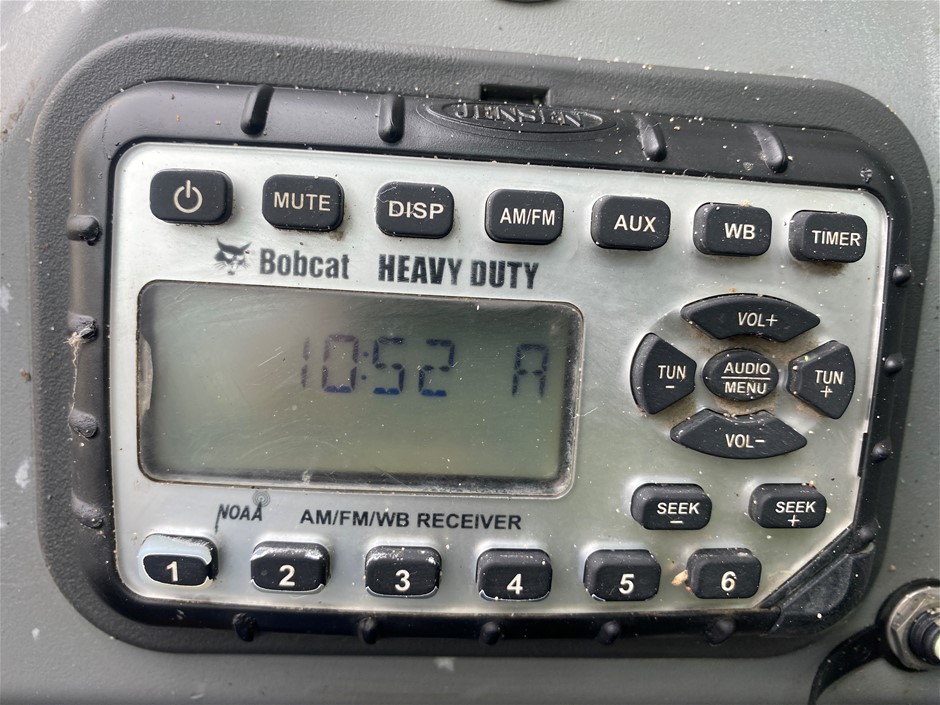 JENSEN
MUTE DISP AM/FM AUX WB TIMER
Bobcat HEAVY DUTY
10:52 A
VOL+
TUN - AUDIO MENU TUN +
VOL-
SEEK - SEEK +
NOAA AM/FM/WB RECEIVER
1 2 3 4 5 6